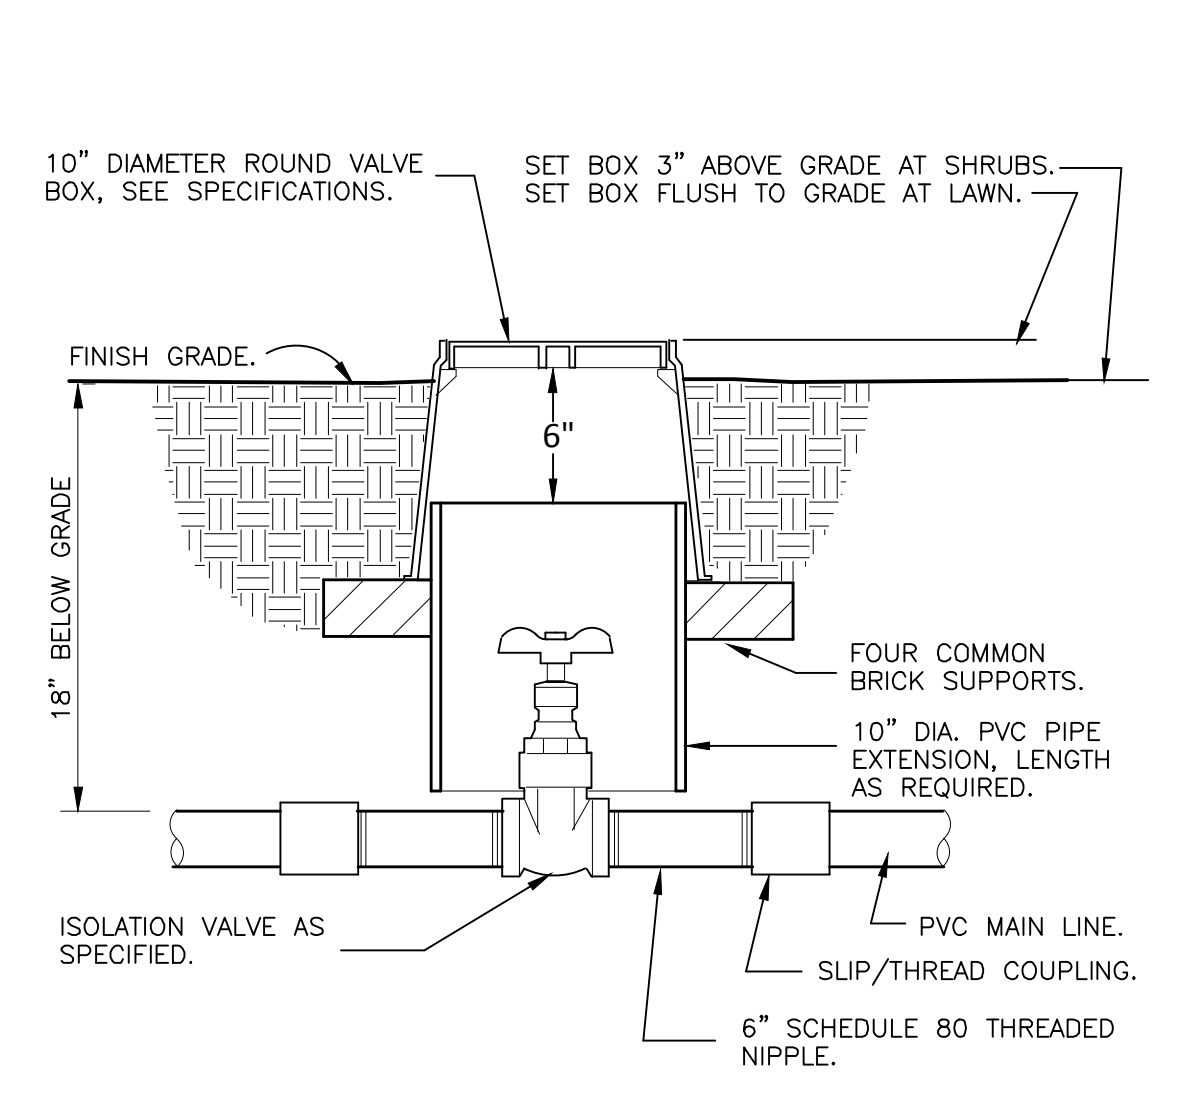 10” DIAMETER ROUND VALVE
BOX, SEE SPECIFICATIONS.
SET BOX 3” ABOVE GRADE AT SHRUBS.
SET BOX FLUSH TO GRADE AT LAWN.
FINISH GRADE.
6"
18” BELOW GRADE
FOUR COMMON
BRICK SUPPORTS.
10” DIA. PVC PIPE
EXTENSION, LENGTH
AS REQUIRED.
ISOLATION VALVE AS
SPECIFIED.
PVC MAIN LINE.
SLIP/THREAD COUPLING.
6” SCHEDULE 80 THREADED
NIPPLE.